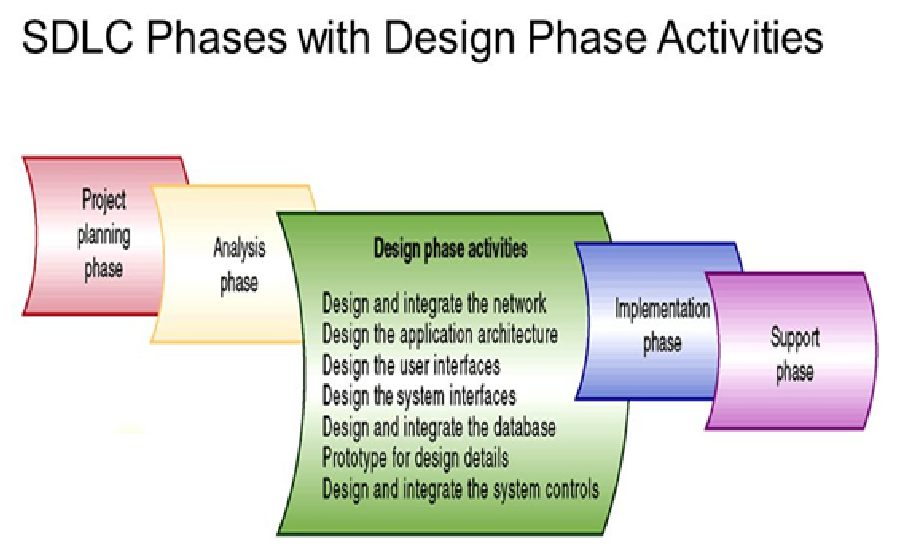 SDLC Phases with Design Phase Activities
Project
planning
phase
Analysis
phase
Design phase activities
Design and integrate the network
Design the application architecture
Design the user interfaces
Design the system interfaces
Design and integrate the database
Prototype for design details
Design and integrate the system controls
Implementation
phase
Support
phase